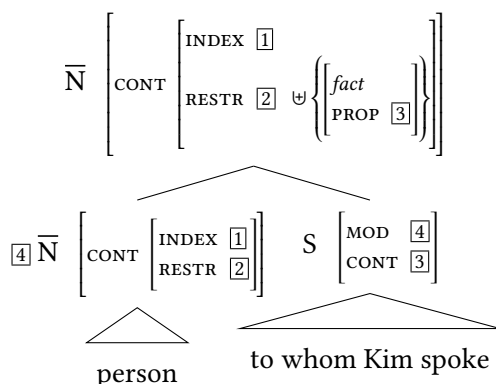 N̅ [CONT [INDEX [1]
RESTR [2] ⊎ {[fact
PROP [3]]}]]
[4] N̅ [CONT [INDEX [1]
RESTR [2]]] S [MOD [4]
CONT [3]]
person to whom Kim spoke